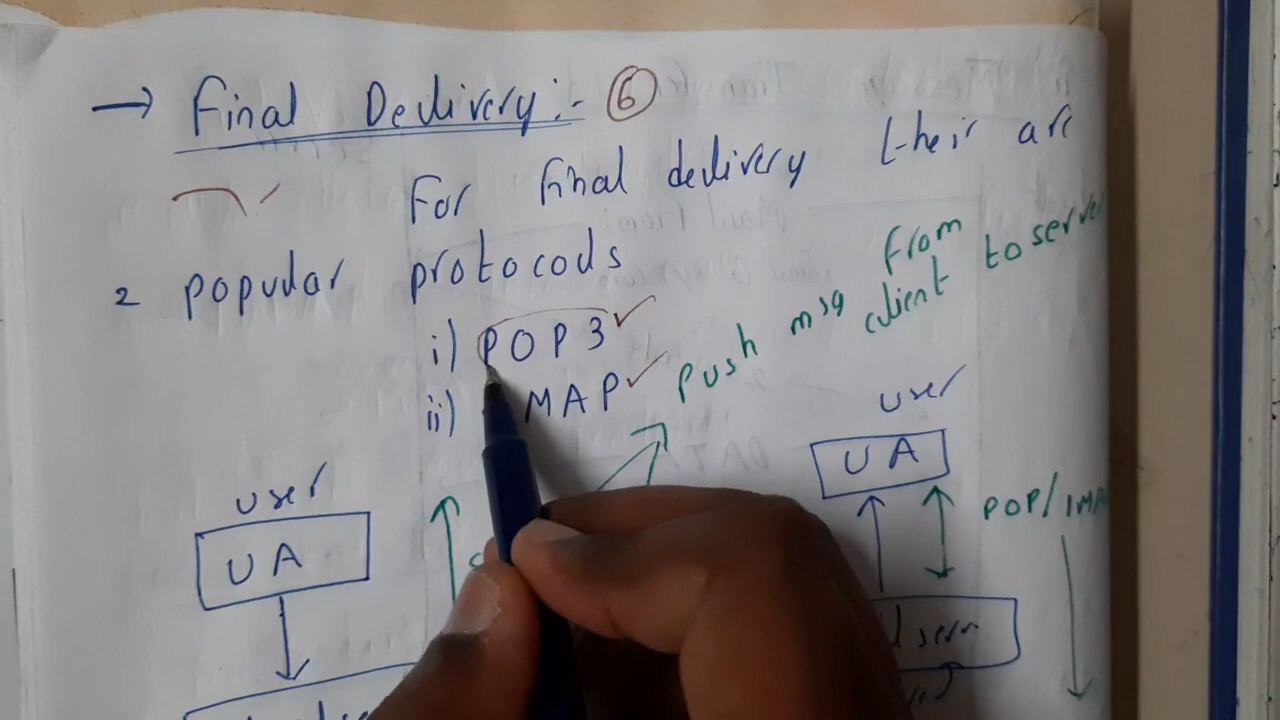 → Final Delivery :- 6
For final delivery their are
2 popular protocols
i) POP3 ✓
ii) MAP ✓
push msg from client to server
user
UA
user
UA
POP/IMA